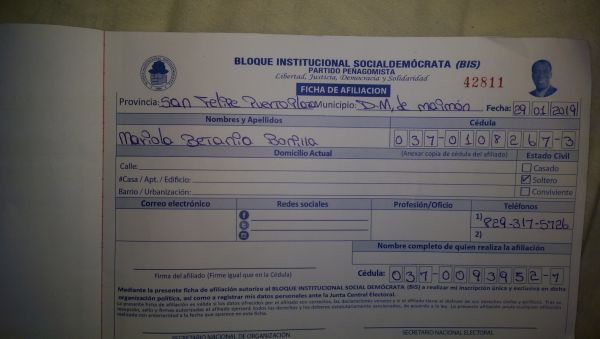 BLOQUE INSTITUCIONAL SOCIALDEMÓCRATA (BIS)
PARTIDO PEÑAGOMISTA
Libertad, Justicia, Democracia y Solidaridad
42811
FICHA DE AFILIACION
Provincia: San Felipe Puerto Plata Municipio: D.M. de maimón Fecha: 29 01 2019
Nombres y Apellidos Cédula
Mariola Betania Bonilla 037-0108267-3
Domicilio Actual (Anexar copia de cédula del afiliado) Estado Civil
Calle: Casado
#Casa / Apt. / Edificio: Soltero
Barrio / Urbanización: Conviviente
Correo electrónico Redes sociales Profesión/Oficio Teléfonos
1) 829-317-5726
2)
Nombre completo de quien realiza la afiliación
Firma del afiliado (Firme igual que en la Cédula) Cédula: 037-0093952-7
Mediante la presente ficha de afiliación autorizo al BLOQUE INSTITUCIONAL SOCIAL DEMÓCRATA (BIS) a realizar mi inscripción única y exclusiva en dicha
organización política, así como a registrar mis datos personales ante la Junta Central Electoral.
SECRETARIO NACIONAL DE ORGANIZACIÓN SECRETARIO NACIONAL ELECTORAL